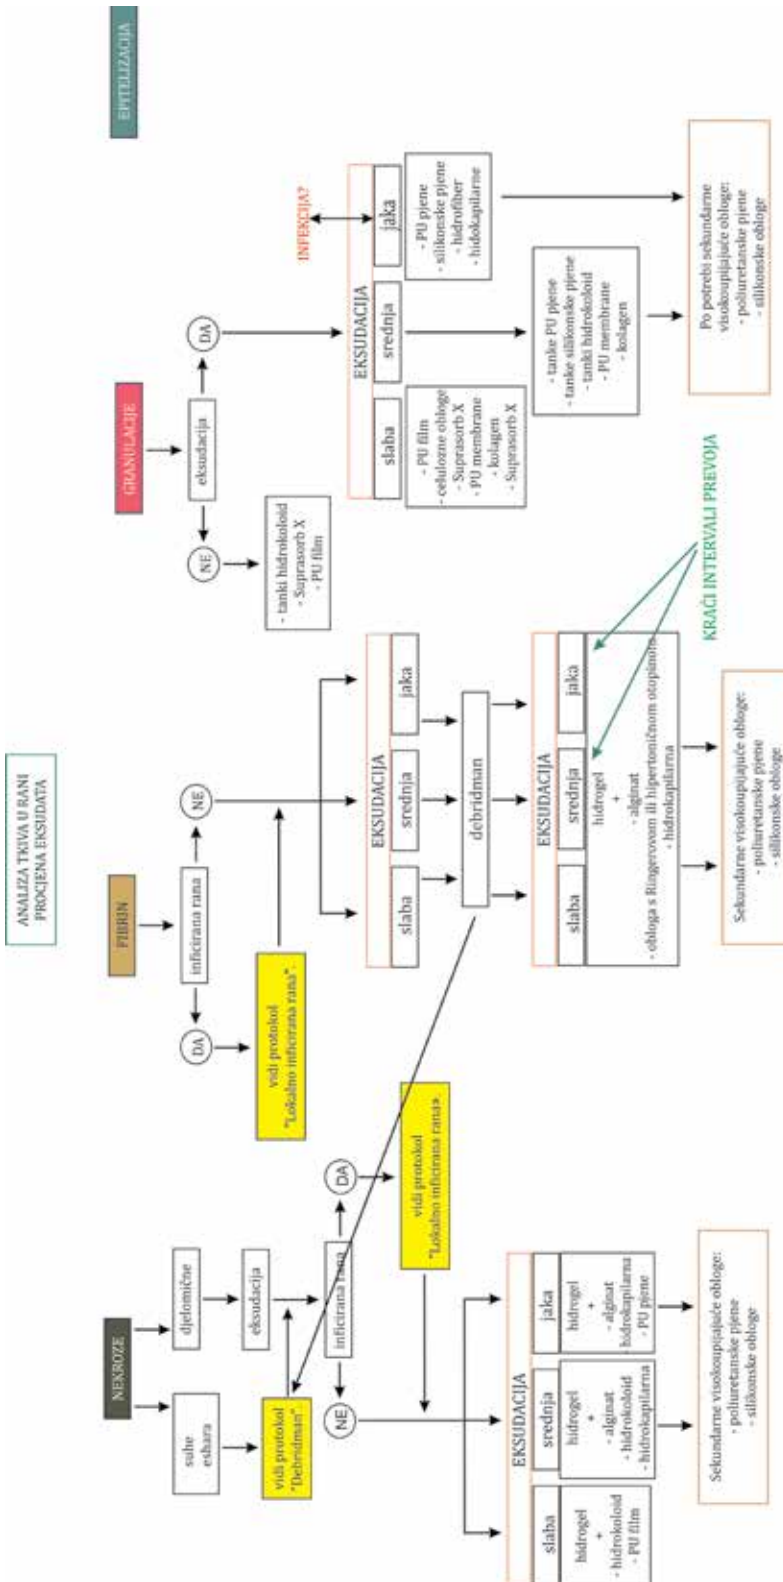 ANALIZA TKIVA U RANI
PROCJENA EKSUDATA
NEKROZE
suhe
eshara
djelomične
vidi protokol
"Debridman".
eksudacija
inficirana rana
NE
DA
vidi protokol
"Lokalno inficirana rana».
EKSUDACIJA
slaba
srednja
jaka
hidrogel
+
- hidrokoloid
- PU film
hidrogel
+
- alginat
- hidrokoloid
- hidrokapilarna
hidrogel
+
- alginat
- hidrokapilarna
- PU pjene
Sekundarne visokoupijajuće obloge:
- poliuretanske pjene
- silikonske obloge
FIBRIN
inficirana rana
DA
NE
vidi protokol
"Lokalno inficirana rana".
EKSUDACIJA
slaba
srednja
jaka
debridman
EKSUDACIJA
slaba
srednja
jaka
hidrogel
+
- alginat
- obloga s Ringerovom ili hipertoničnom otopinom
- hidrokapilarna
KRAĆI INTERVALI PREVOJA
Sekundarne visokoupijajuće obloge:
- poliuretanske pjene
- silikonske obloge
GRANULACIJE
eksudacija
NE
DA
- tanki hidrokoloid
- Suprasorb X
- PU film
INFEKCIJA?
EKSUDACIJA
slaba
srednja
jaka
- PU film
- celulozne obloge
- Suprasorb X
- PU membrane
- kolagen
- Suprasorb X
- tanke PU pjene
- tanke silikonske pjene
- tanki hidrokoloid
- PU membrane
- kolagen
- PU pjene
- silikonske pjene
- hidrofiber
- hidokapilarne
Po potrebi sekundarne
visokoupijajuće obloge:
- poliuretanske pjene
- silikonske obloge
EPITELIZACIJA